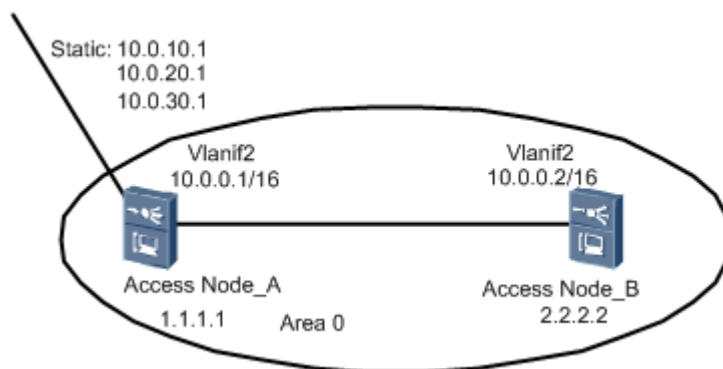 Static: 10.0.10.1
10.0.20.1
10.0.30.1
Vlanif2
10.0.0.1/16
Vlanif2
10.0.0.2/16
Access Node_A
1.1.1.1
Area 0
Access Node_B
2.2.2.2